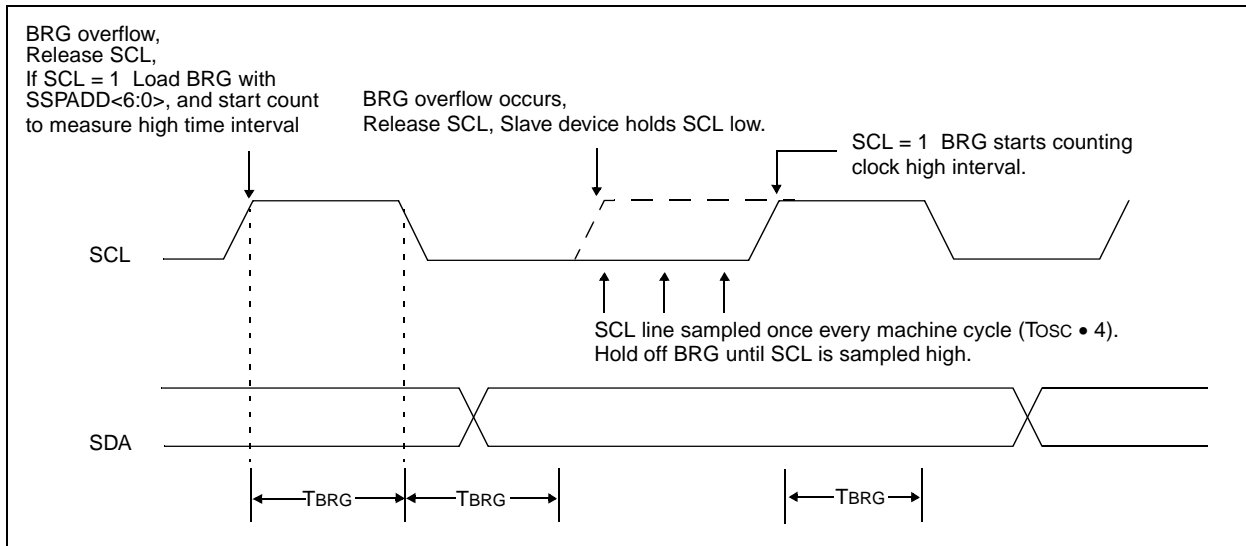 BRG overflow,
Release SCL,
If SCL = 1 Load BRG with
SSPADD<6:0>, and start count
to measure high time interval
BRG overflow occurs,
Release SCL, Slave device holds SCL low.
SCL = 1 BRG starts counting
clock high interval.
SCL
SCL line sampled once every machine cycle (TOSC • 4).
Hold off BRG until SCL is sampled high.
SDA
TBRG
TBRG
TBRG